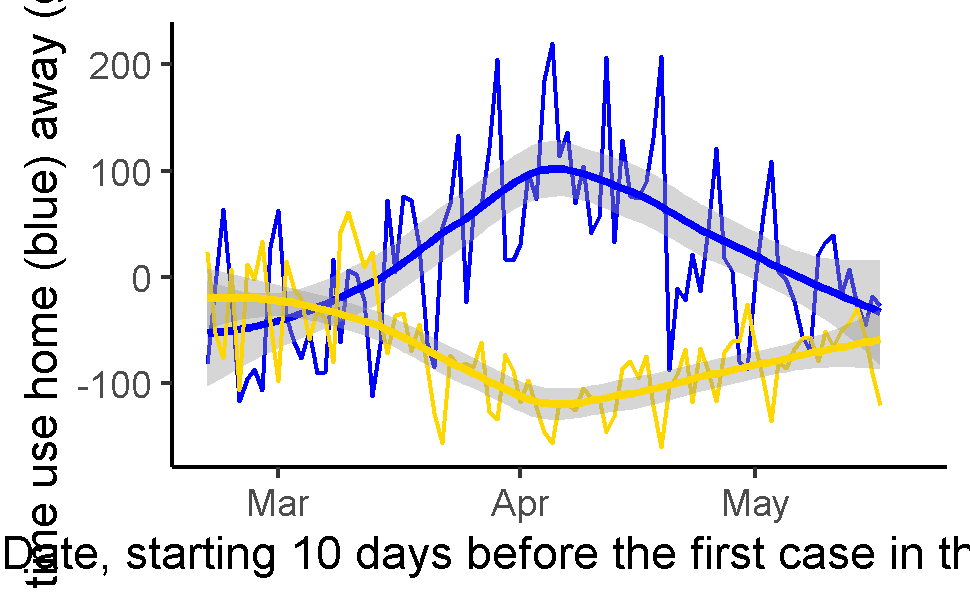 time use home (blue) away (
200
100
0
-100
Mar Apr May
Date, starting 10 days before the first case in th